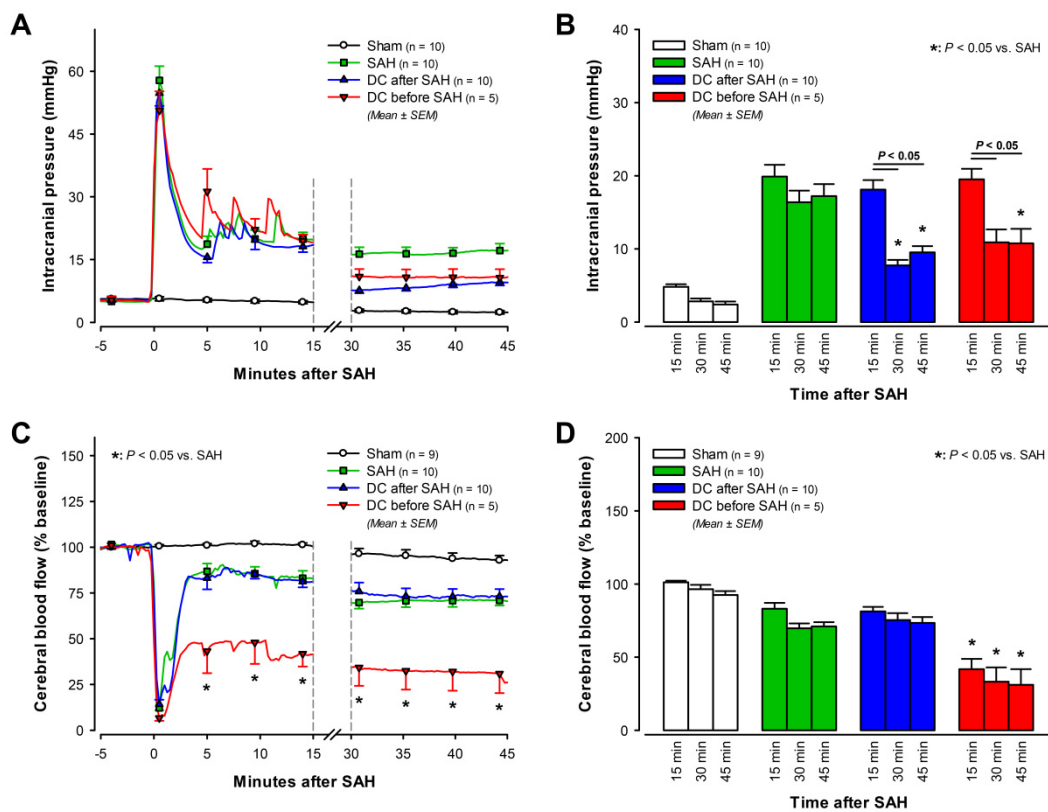 A
Intracranial pressure (mmHg)
75
60
45
30
15
0
Sham (n = 10)
SAH (n = 10)
DC after SAH (n = 10)
DC before SAH (n = 5)
(Mean ± SEM)
-5 0 5 10 15 30 35 40 45
Minutes after SAH
B
Intracranial pressure (mmHg)
40
30
20
10
0
Sham (n = 10)
SAH (n = 10)
DC after SAH (n = 10)
DC before SAH (n = 5)
(Mean ± SEM)
*: P < 0.05 vs. SAH
P < 0.05
P < 0.05
* * *
15 min 30 min 45 min 15 min 30 min 45 min 15 min 30 min 45 min 15 min 30 min 45 min
Time after SAH
C
Cerebral blood flow (% baseline)
150
125
100
75
50
25
0
*: P < 0.05 vs. SAH
Sham (n = 9)
SAH (n = 10)
DC after SAH (n = 10)
DC before SAH (n = 5)
(Mean ± SEM)
* * * * * * *
-5 0 5 10 15 30 35 40 45
Minutes after SAH
D
Cerebral blood flow (% baseline)
200
150
100
50
0
Sham (n = 9)
SAH (n = 10)
DC after SAH (n = 10)
DC before SAH (n = 5)
(Mean ± SEM)
*: P < 0.05 vs. SAH
* * *
15 min 30 min 45 min 15 min 30 min 45 min 15 min 30 min 45 min 15 min 30 min 45 min
Time after SAH